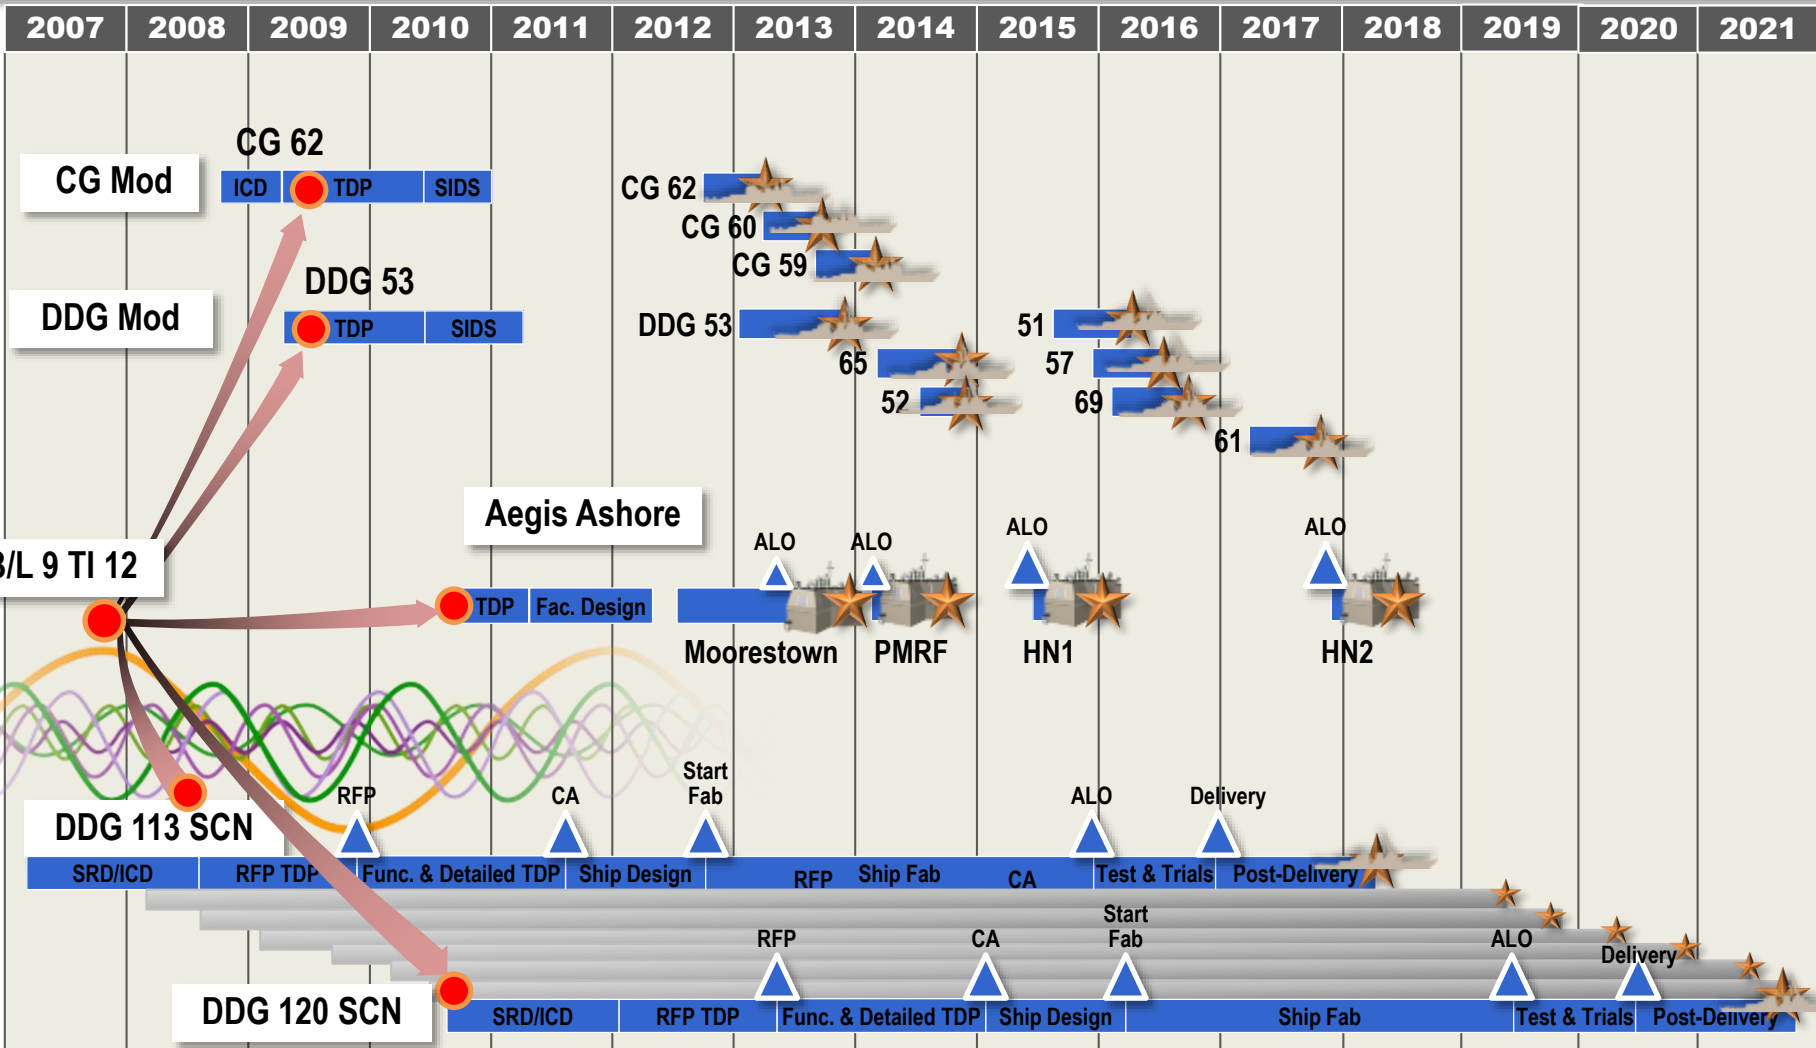 2007 2008 2009 2010 2011 2012 2013 2014 2015 2016 2017 2018 2019 2020 2021
CG 62
CG Mod
ICD TDP SIDS
CG 62
CG 60
CG 59
DDG 53
DDG Mod
TDP SIDS
DDG 53
51
65
57
52
69
61
Aegis Ashore
ALO ALO ALO ALO
/L 9 TI 12
TDP Fac. Design
Moorestown PMRF HN1 HN2
Start
Fab
RFP CA ALO Delivery
DDG 113 SCN
SRD/ICD RFP TDP Func. & Detailed TDP Ship Design Ship Fab Test & Trials Post-Delivery
RFP CA
Start
Fab
RFP CA ALO
Delivery
DDG 120 SCN
SRD/ICD RFP TDP Func. & Detailed TDP Ship Design Ship Fab Test & Trials Post-Delivery